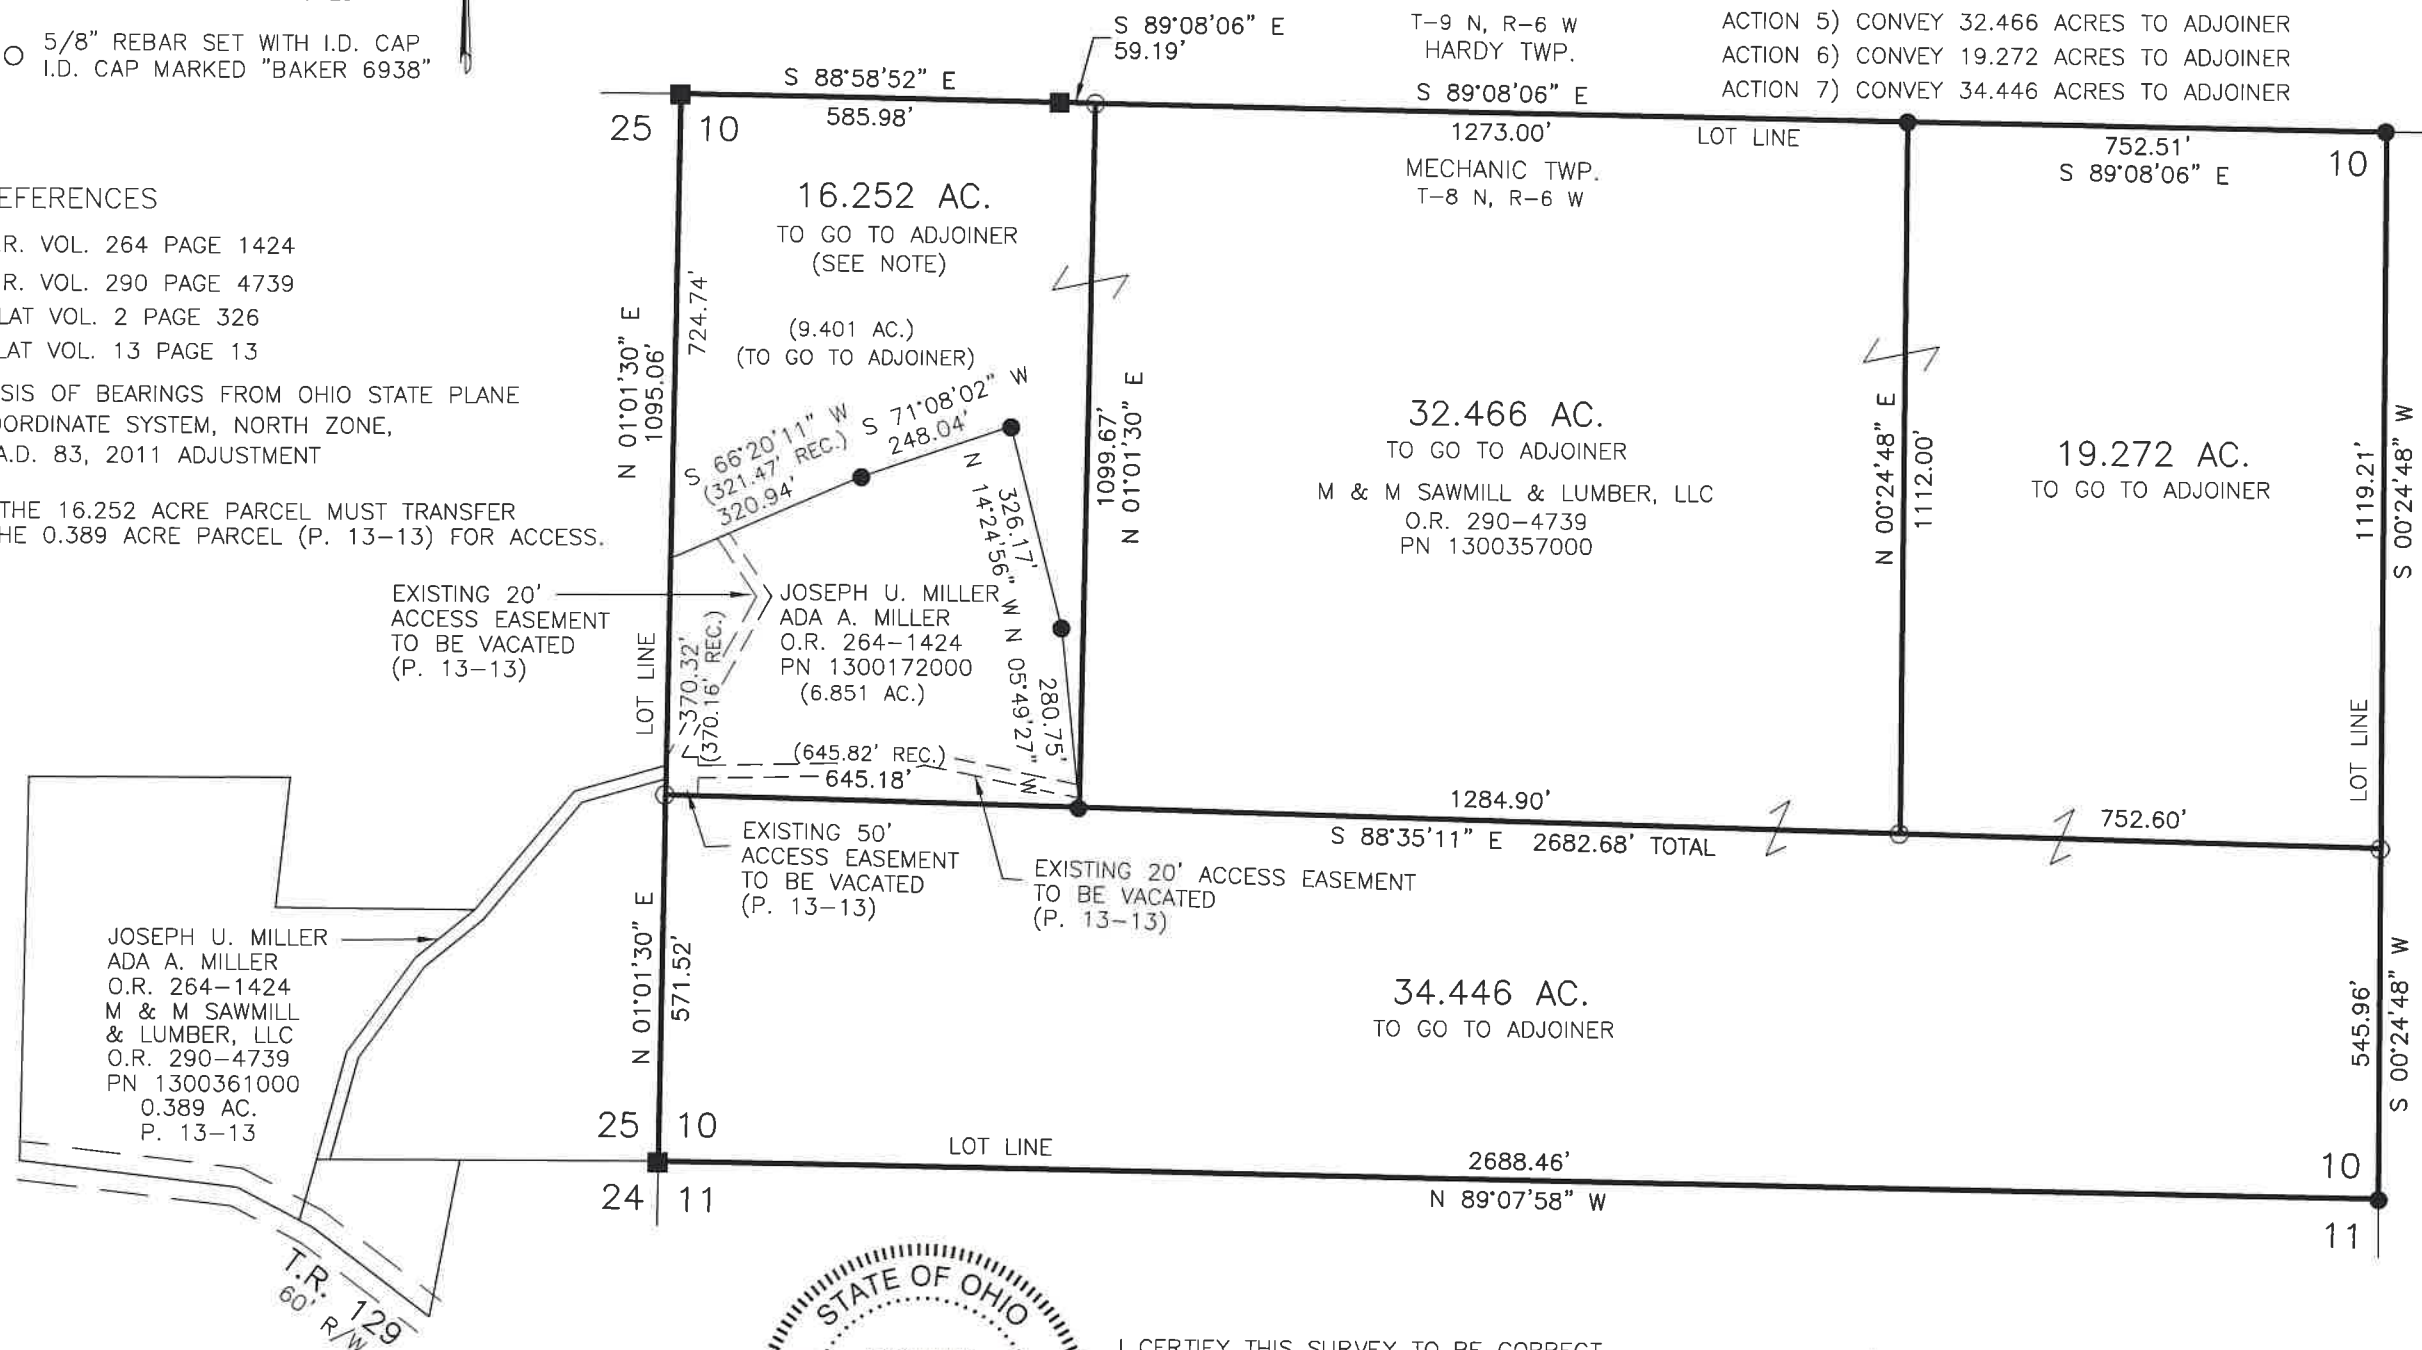 5/8" REBAR SET WITH I.D. CAP
I.D. CAP MARKED "BAKER 6938"
S 89°08'06" E
59.19'
T-9 N, R-6 W
HARDY TWP.
ACTION 5) CONVEY 32.466 ACRES TO ADJOINER
ACTION 6) CONVEY 19.272 ACRES TO ADJOINER
ACTION 7) CONVEY 34.446 ACRES TO ADJOINER
S 88°58'52" E
585.98'
S 89°08'06" E
1273.00'
LOT LINE
752.51'
S 89°08'06" E
25
10
10
MECHANIC TWP.
T-8 N, R-6 W
EFERENCES
R. VOL. 264 PAGE 1424
R. VOL. 290 PAGE 4739
LAT VOL. 2 PAGE 326
LAT VOL. 13 PAGE 13
SIS OF BEARINGS FROM OHIO STATE PLANE
OORDINATE SYSTEM, NORTH ZONE,
A.D. 83, 2011 ADJUSTMENT
THE 16.252 ACRE PARCEL MUST TRANSFER
HE 0.389 ACRE PARCEL (P. 13-13) FOR ACCESS.
16.252 AC.
TO GO TO ADJOINER
(SEE NOTE)
(9.401 AC.)
(TO GO TO ADJOINER)
N 01°01'30" E
1095.06'
724.74'
S 66°20'11" W
(321.47' REC.)
320.94'
S 71°08'02" W
248.04'
326.17'
N 14°24'56" W
280.75'
N 05°49'27" W
1099.67'
N 01°01'30" E
32.466 AC.
TO GO TO ADJOINER
M & M SAWMILL & LUMBER, LLC
O.R. 290-4739
PN 1300357000
N 00°24'48" E
1112.00'
19.272 AC.
TO GO TO ADJOINER
1119.21'
S 00°24'48" W
LOT LINE
EXISTING 20'
ACCESS EASEMENT
TO BE VACATED
(P. 13-13)
LOT LINE
370.32'
(370.16' REC.)
JOSEPH U. MILLER
ADA A. MILLER
O.R. 264-1424
PN 1300172000
(6.851 AC.)
(645.82' REC.)
645.18'
1284.90'
S 88°35'11" E 2682.68' TOTAL
752.60'
EXISTING 50'
ACCESS EASEMENT
TO BE VACATED
(P. 13-13)
EXISTING 20' ACCESS EASEMENT
TO BE VACATED
(P. 13-13)
N 01°01'30" E
571.52'
34.446 AC.
TO GO TO ADJOINER
545.96'
S 00°24'48" W
JOSEPH U. MILLER
ADA A. MILLER
O.R. 264-1424
M & M SAWMILL
& LUMBER, LLC
O.R. 290-4739
PN 1300361000
0.389 AC.
P. 13-13
25
10
LOT LINE
2688.46'
N 89°07'58" W
10
24
11
11
T.R. 129
60' R/W
STATE OF OHIO
I CERTIFY THIS SURVEY TO BE CORRECT